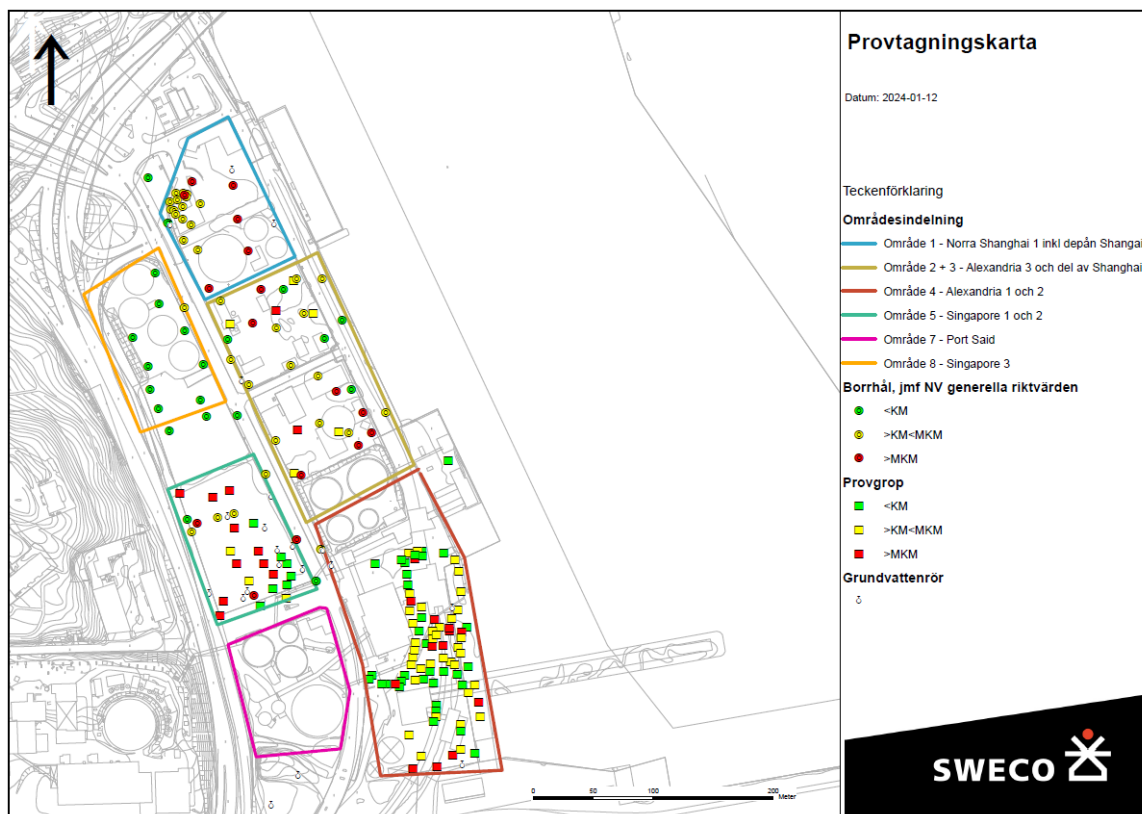 Provtagningskarta
Datum: 2024-01-12
Teckenförklaring
Områdesindelning
Område 1 - Norra Shanghai 1 inkl depån Shangai
Område 2 + 3 - Alexandria 3 och del av Shanghai
Område 4 - Alexandria 1 och 2
Område 5 - Singapore 1 och 2
Område 7 - Port Said
Område 8 - Singapore 3
Borrhål, jmf NV generella riktvärden
<KM
>KM<MKM
>MKM
Provgrop
<KM
>KM<MKM
>MKM
Grundvattenrör
0 50 100 200
Meter
SWECO